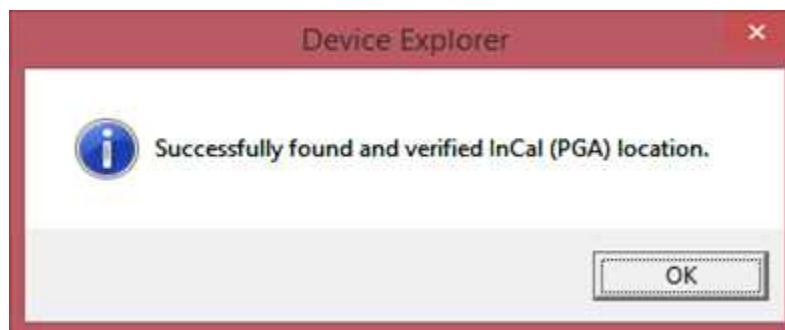 Device Explorer
Successfully found and verified InCal (PGA) location.
OK